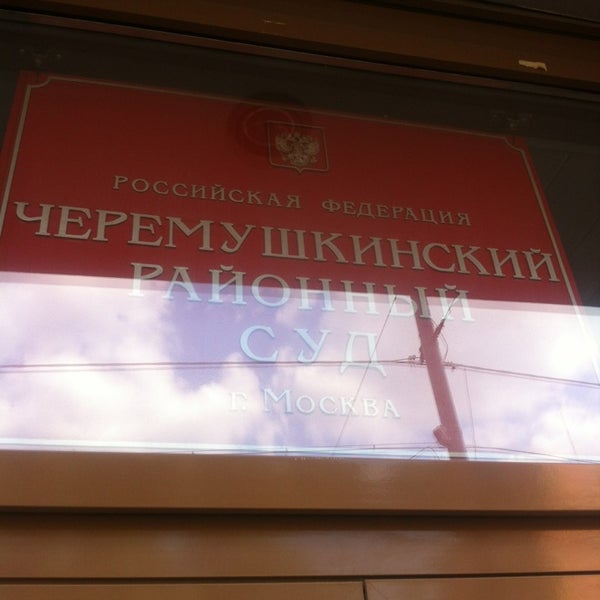 РОССИЙСКАЯ ФЕДЕРАЦИЯ
ЧЕРЕМУШКИНСКИЙ
РАЙОННЫЙ
СУД
г. МОСКВА